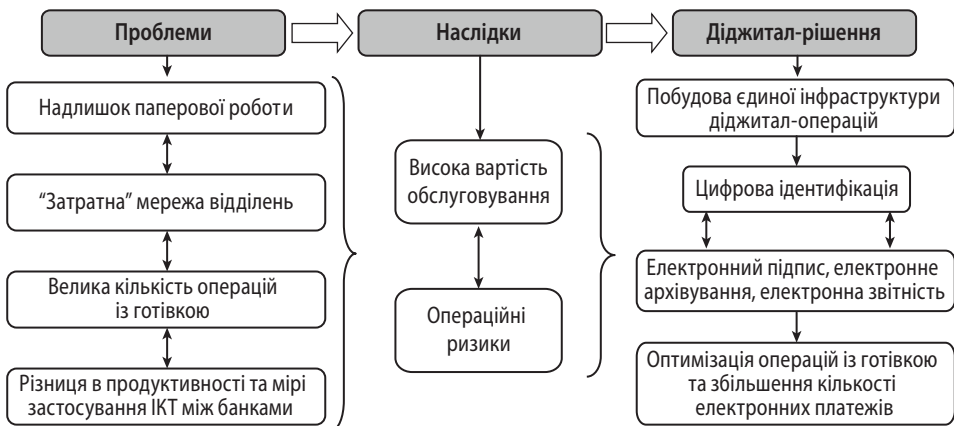 Проблеми
Надлишок паперової роботи
“Затратна” мережа відділень
Велика кількість операцій
із готівкою
Різниця в продуктивності та мірі
застосування ІКТ між банками
Наслідки
Висока вартість
обслуговування
Операційні
ризики
Діджитал-рішення
Побудова єдиної інфраструктури
діджитал-операцій
Цифрова ідентифікація
Електронний підпис, електронне
архівування, електронна звітність
Оптимізація операцій із готівкою
та збільшення кількості
електронних платежів